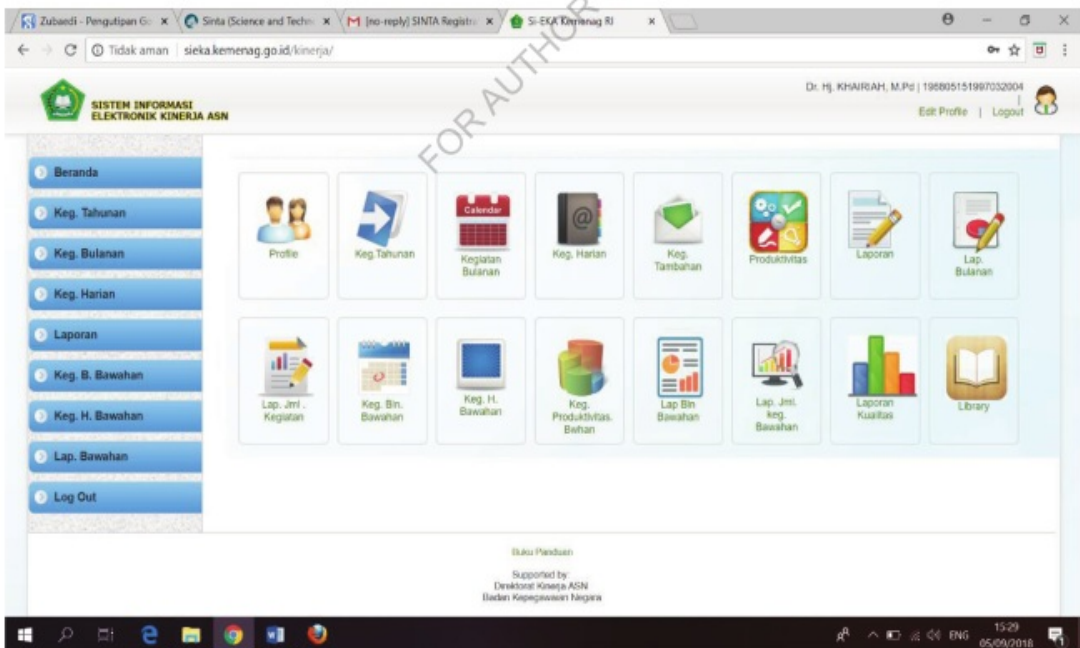 Zubaedi - Pengutipan Go
Sinta (Science and Techn
[no-reply] SINTA Registra
Si-EKA Kemenag RI
Tidak aman | sieka.kemenag.go.id/kinerja/
FOR AUTHOR
SISTEM INFORMASI
ELEKTRONIK KINERJA ASN
Dr. Hj. KHAIRIAH, M.Pd | 196805151997032004
|
Edit Profile | Logout
Beranda
Keg. Tahunan
Keg. Bulanan
Keg. Harian
Laporan
Keg. B. Bawahan
Keg. H. Bawahan
Lap. Bawahan
Log Out
Calendar
@
Profile
Keg.Tahunan
Kegiatan
Bulanan
Keg. Harian
Keg.
Tambahan
Produktivitas
Laporan
Lap.
Bulanan
Lap. Jml .
Kegiatan
Keg. Bln.
Bawahan
Keg. H.
Bawahan
Keg.
Produktivitas.
Bwhan
Lap Bln
Bawahan
Lap. Jml.
keg.
Bawahan
Laporan
Kualitas
Library
Buku Panduan
Supported by:
Direktorat Kinerja ASN
Badan Kepegawaian Negara
ENG
15:29
05/09/2018